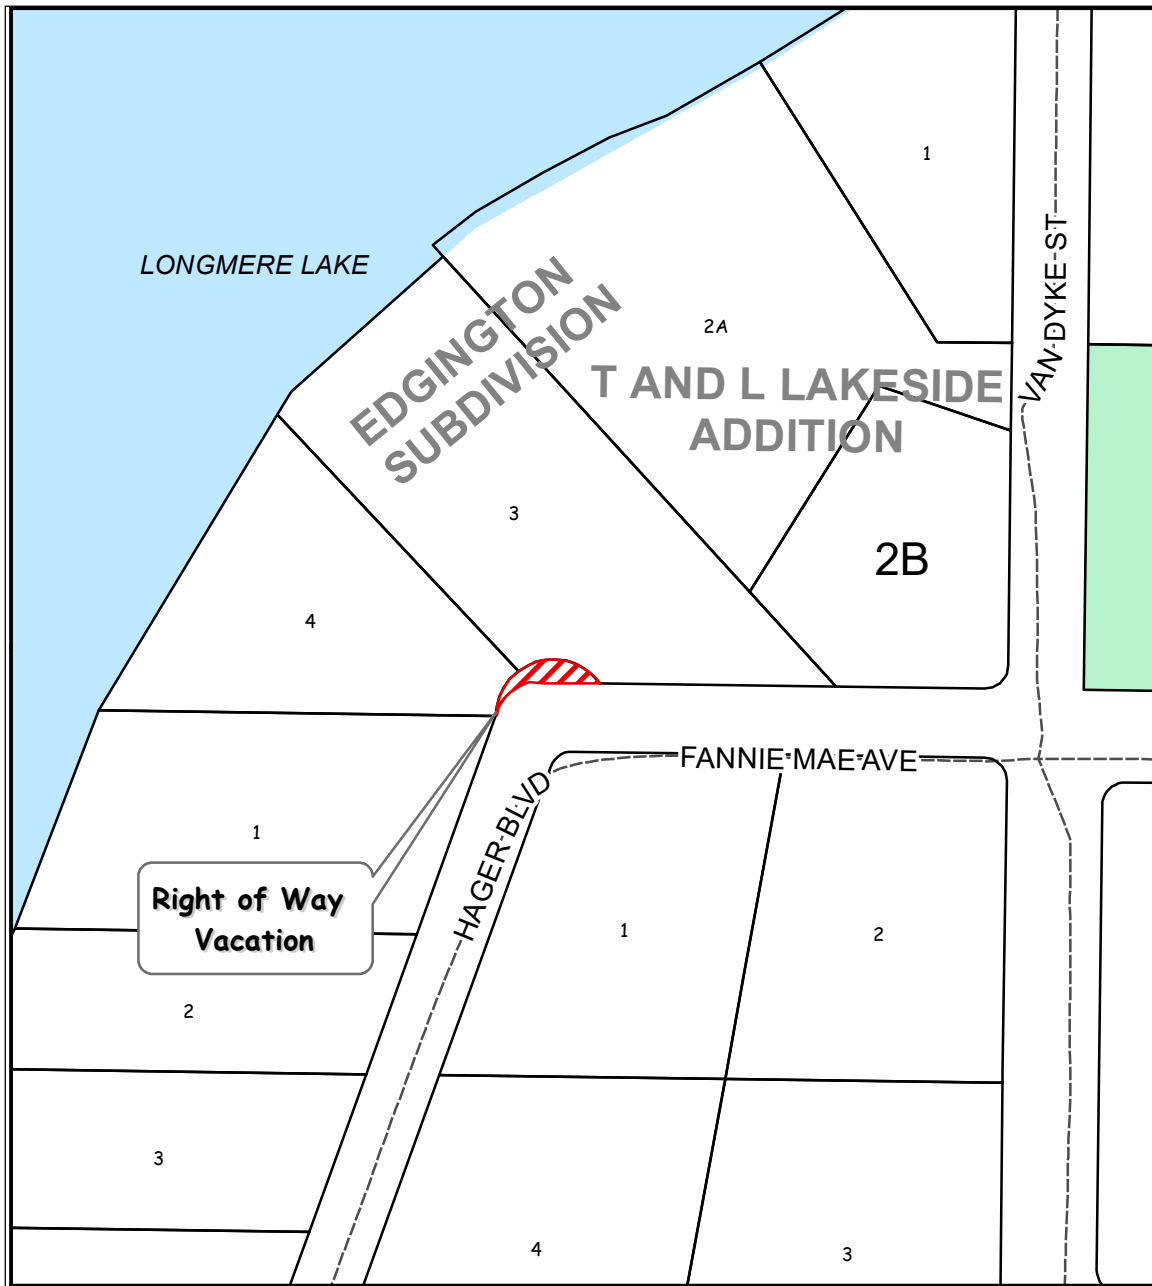 1
VAN DYKE ST
LONGMERE LAKE
EDGINGTON
SUBDIVISION
2A
T AND L LAKESIDE
ADDITION
3
2B
4
FANNIE MAE AVE
HAGER BLVD
1
Right of Way
Vacation
1
2
2
3
4
3